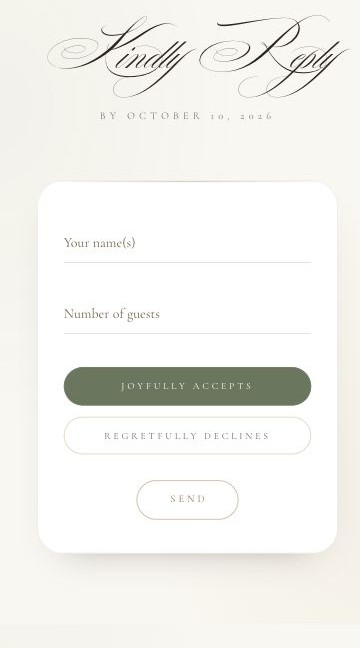 Kindly Reply
BY OCTOBER 10, 2026
Your name(s)
Number of guests
JOYFULLY ACCEPTS
REGRETFULLY DECLINES
SEND